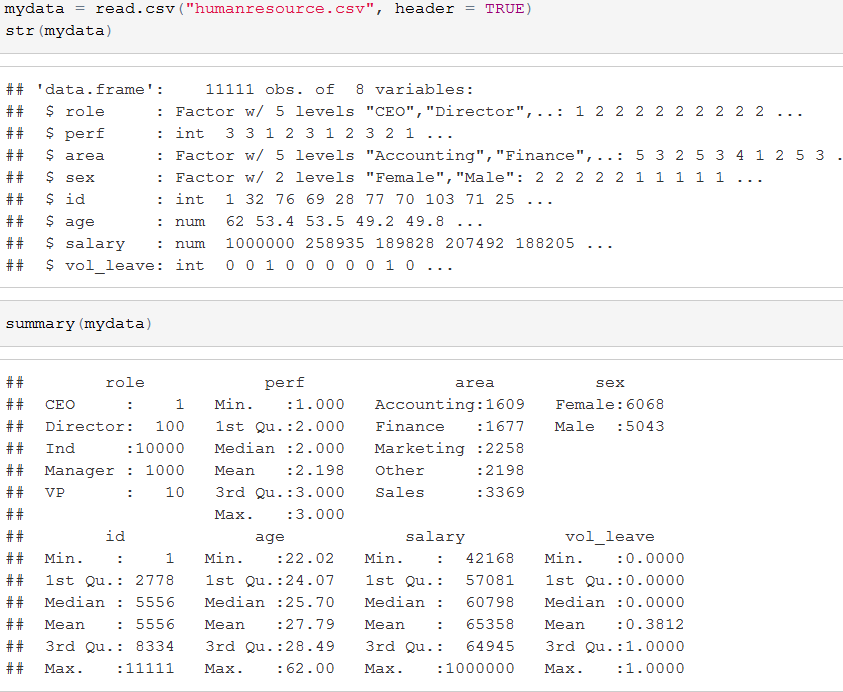 mydata = read.csv("humanresource.csv", header = TRUE)
str(mydata)
## 'data.frame':    11111 obs. of  8 variables:
##  $ role     : Factor w/ 5 levels "CEO","Director",..: 1 2 2 2 2 2 2 2 2 2 ...
##  $ perf     : int  3 3 1 2 3 1 2 3 2 1 ...
##  $ area     : Factor w/ 5 levels "Accounting","Finance",..: 5 3 2 5 3 4 1 2 5 3 .
##  $ sex      : Factor w/ 2 levels "Female","Male": 2 2 2 2 2 1 1 1 1 1 ...
##  $ id       : int  1 32 76 69 28 77 70 103 71 25 ...
##  $ age      : num  62 53.4 53.5 49.2 49.8 ...
##  $ salary   : num  1000000 258935 189828 207492 188205 ...
##  $ vol_leave: int  0 0 1 0 0 0 0 0 1 0 ...
summary(mydata)
##        role            perf               area          sex
##  CEO     :    1   Min.   :1.000   Accounting:1609   Female:6068
##  Director:  100   1st Qu.:2.000   Finance   :1677   Male  :5043
##  Ind     :10000   Median :2.000   Marketing :2258
##  Manager : 1000   Mean   :2.198   Other     :2198
##  VP      :   10   3rd Qu.:3.000   Sales     :3369
##                   Max.   :3.000
##        id             age            salary          vol_leave
##  Min.   :    1   Min.   :22.02   Min.   :  42168   Min.   :0.0000
##  1st Qu.: 2778   1st Qu.:24.07   1st Qu.:  57081   1st Qu.:0.0000
##  Median : 5556   Median :25.70   Median :  60798   Median :0.0000
##  Mean   : 5556   Mean   :27.79   Mean   :  65358   Mean   :0.3812
##  3rd Qu.: 8334   3rd Qu.:28.49   3rd Qu.:  64945   3rd Qu.:1.0000
##  Max.   :11111   Max.   :62.00   Max.   :1000000   Max.   :1.0000